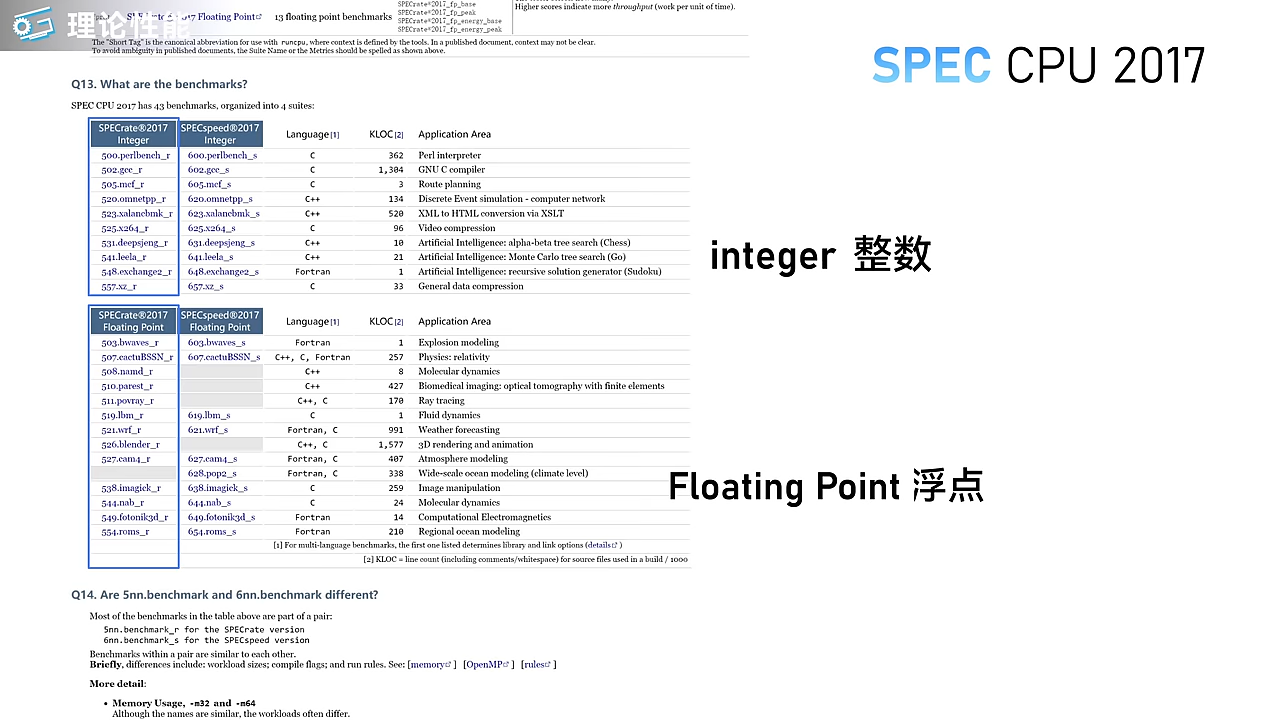 理论性能
SPECrate®2017 Floating Point 13 floating point benchmarks
SPECrate®2017_fp_base
SPECrate®2017_fp_peak
SPECrate®2017_fp_energy_base
SPECrate®2017_fp_energy_peak
Higher scores indicate more throughput (work per unit of time).
The "Short Tag" is the canonical abbreviation for use with runcpu, where context is defined by the tools. In a published document, context may not be clear.
To avoid ambiguity in published documents, the Suite Name or the Metrics should be spelled as shown above.
SPEC CPU 2017
Q13. What are the benchmarks?
SPEC CPU 2017 has 43 benchmarks, organized into 4 suites:
SPECrate®2017 Integer SPECspeed®2017 Integer Language[1] KLOC[2] Application Area
500.perlbench_r 600.perlbench_s C 362 Perl interpreter
502.gcc_r 602.gcc_s C 1,304 GNU C compiler
505.mcf_r 605.mcf_s C 3 Route planning
520.omnetpp_r 620.omnetpp_s C++ 134 Discrete Event simulation - computer network
523.xalancbmk_r 623.xalancbmk_s C++ 520 XML to HTML conversion via XSLT
525.x264_r 625.x264_s C 96 Video compression
531.deepsjeng_r 631.deepsjeng_s C++ 10 Artificial Intelligence: alpha-beta tree search (Chess)
541.leela_r 641.leela_s C++ 21 Artificial Intelligence: Monte Carlo tree search (Go)
548.exchange2_r 648.exchange2_s Fortran 1 Artificial Intelligence: recursive solution generator (Sudoku)
557.xz_r 657.xz_s C 33 General data compression
integer 整数
SPECrate®2017 Floating Point SPECspeed®2017 Floating Point Language[1] KLOC[2] Application Area
503.bwaves_r 603.bwaves_s Fortran 1 Explosion modeling
507.cactuBSSN_r 607.cactuBSSN_s C++, C, Fortran 257 Physics: relativity
508.namd_r C++ 8 Molecular dynamics
510.parest_r C++ 427 Biomedical imaging: optical tomography with finite elements
511.povray_r C++, C 170 Ray tracing
519.lbm_r 619.lbm_s C 1 Fluid dynamics
521.wrf_r 621.wrf_s Fortran, C 991 Weather forecasting
526.blender_r C++, C 1,577 3D rendering and animation
527.cam4_r 627.cam4_s Fortran, C 407 Atmosphere modeling
628.pop2_s Fortran, C 338 Wide-scale ocean modeling (climate level)
538.imagick_r 638.imagick_s C 259 Image manipulation
544.nab_r 644.nab_s C 24 Molecular dynamics
549.fotonik3d_r 649.fotonik3d_s Fortran 14 Computational Electromagnetics
554.roms_r 654.roms_s Fortran 210 Regional ocean modeling
Floating Point 浮点
[1] For multi-language benchmarks, the first one listed determines library and link options (details)
[2] KLOC = line count (including comments/whitespace) for source files used in a build / 1000
Q14. Are 5nn.benchmark and 6nn.benchmark different?
Most of the benchmarks in the table above are part of a pair:
5nn.benchmark_r for the SPECrate version
6nn.benchmark_s for the SPECspeed version
Benchmarks within a pair are similar to each other.
Briefly, differences include: workload sizes; compile flags; and run rules. See: [memory] [OpenMP] [rules]
More detail:
• Memory Usage, -m32 and -m64
Although the names are similar, the workloads often differ.